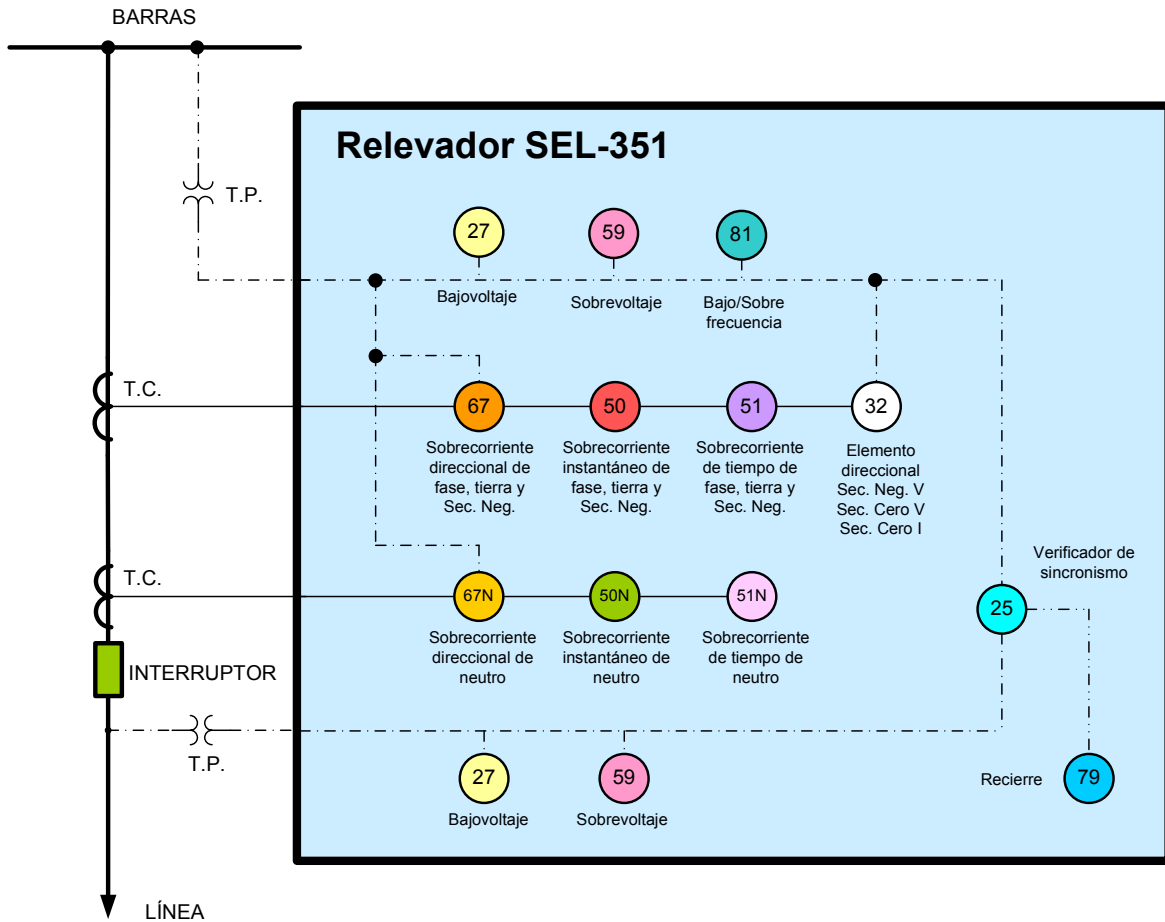 BARRAS
Relevador SEL-351
T.P.
27
59
81
Bajovoltaje
Sobrevoltaje
Bajo/Sobre
frecuencia
T.C.
67
50
51
32
Sobrecorriente
direccional de
fase, tierra y
Sec. Neg.
Sobrecorriente
instantáneo de
fase, tierra y
Sec. Neg.
Sobrecorriente
de tiempo de
fase, tierra y
Sec. Neg.
Elemento
direccional
Sec. Neg. V
Sec. Cero V
Sec. Cero I
T.C.
67N
50N
51N
Sobrecorriente
direccional de
neutro
Sobrecorriente
instantáneo de
neutro
Sobrecorriente
de tiempo de
neutro
Verificador de
sincronismo
25
INTERRUPTOR
T.P.
27
59
Bajovoltaje
Sobrevoltaje
Recierre
79
LÍNEA